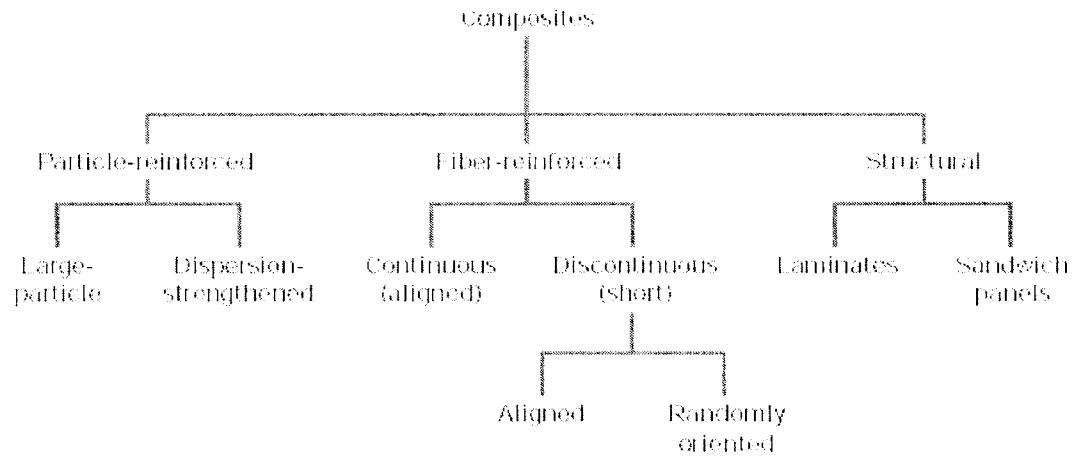 Composites
Particle-reinforced
Fiber-reinforced
Structural
Large-
particle
Dispersion-
strengthened
Continuous
(aligned)
Discontinuous
(short)
Laminates
Sandwich
panels
Aligned
Randomly
oriented